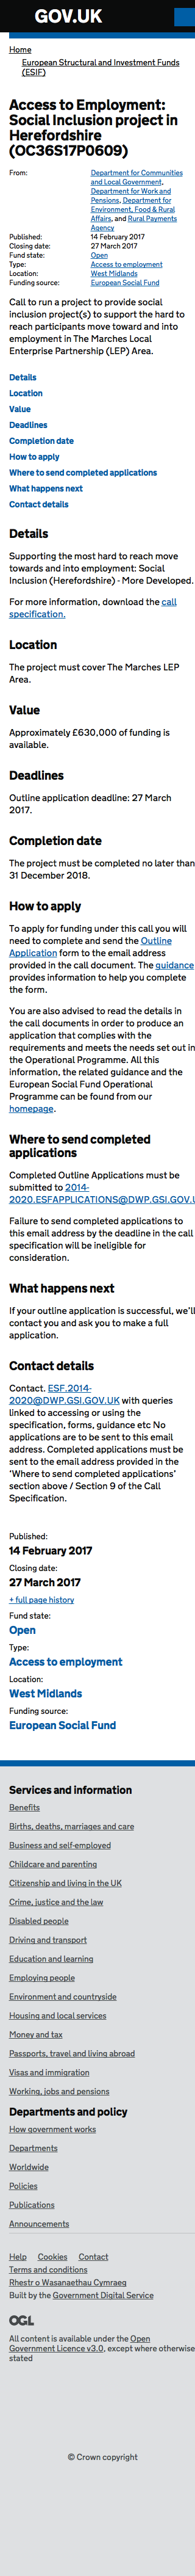 GOV.UK
Home
European Structural and Investment Funds
(ESIF)
Access to Employment:
Social Inclusion project in
Herefordshire
(OC36S17P0609)
From:
Department for Communities
and Local Government,
Department for Work and
Pensions, Department for
Environment, Food & Rural
Affairs, and Rural Payments
Agency
Published:
14 February 2017
Closing date:
27 March 2017
Fund state:
Open
Type:
Access to employment
Location:
West Midlands
Funding source:
European Social Fund
Call to run a project to provide social
inclusion project(s) to support the hard to
reach participants move toward and into
employment in The Marches Local
Enterprise Partnership (LEP) Area.
Details
Location
Value
Deadlines
Completion date
How to apply
Where to send completed applications
What happens next
Contact details
Details
Supporting the most hard to reach move
towards and into employment: Social
Inclusion (Herefordshire) - More Developed.
For more information, download the call
specification.
Location
The project must cover The Marches LEP
Area.
Value
Approximately £630,000 of funding is
available.
Deadlines
Outline application deadline: 27 March
2017.
Completion date
The project must be completed no later than
31 December 2018.
How to apply
To apply for funding under this call you will
need to complete and send the Outline
Application form to the email address
provided in the call document. The guidance
provides information to help you complete
the form.
You are also advised to read the details in
the call documents in order to produce an
application that complies with the
requirements and meets the needs set out in
the Operational Programme. All this
information, the related guidance and the
European Social Fund Operational
Programme can be found from our
homepage.
Where to send completed
applications
Completed Outline Applications must be
submitted to 2014-
2020.ESFAPPLICATIONS@DWP.GSI.GOV.U
Failure to send completed applications to
this email address by the deadline in the call
specification will be ineligible for
consideration.
What happens next
If your outline application is successful, we'll
contact you and ask you to make a full
application.
Contact details
Contact. ESF.2014-
2020@DWP.GSI.GOV.UK with queries
linked to accessing or using the
specification, forms, guidance etc No
applications are to be sent to this email
address. Completed applications must be
sent to the email address provided in the
'Where to send completed applications'
section above / Section 9 of the Call
Specification.
Published:
14 February 2017
Closing date:
27 March 2017
+ full page history
Fund state:
Open
Type:
Access to employment
Location:
West Midlands
Funding source:
European Social Fund
Services and information
Benefits
Births, deaths, marriages and care
Business and self-employed
Childcare and parenting
Citizenship and living in the UK
Crime, justice and the law
Disabled people
Driving and transport
Education and learning
Employing people
Environment and countryside
Housing and local services
Money and tax
Passports, travel and living abroad
Visas and immigration
Working, jobs and pensions
Departments and policy
How government works
Departments
Worldwide
Policies
Publications
Announcements
Help Cookies Contact
Terms and conditions
Rhestr o Wasanaethau Cymraeg
Built by the Government Digital Service
OGL
All content is available under the Open
Government Licence v3.0, except where otherwise
stated
© Crown copyright